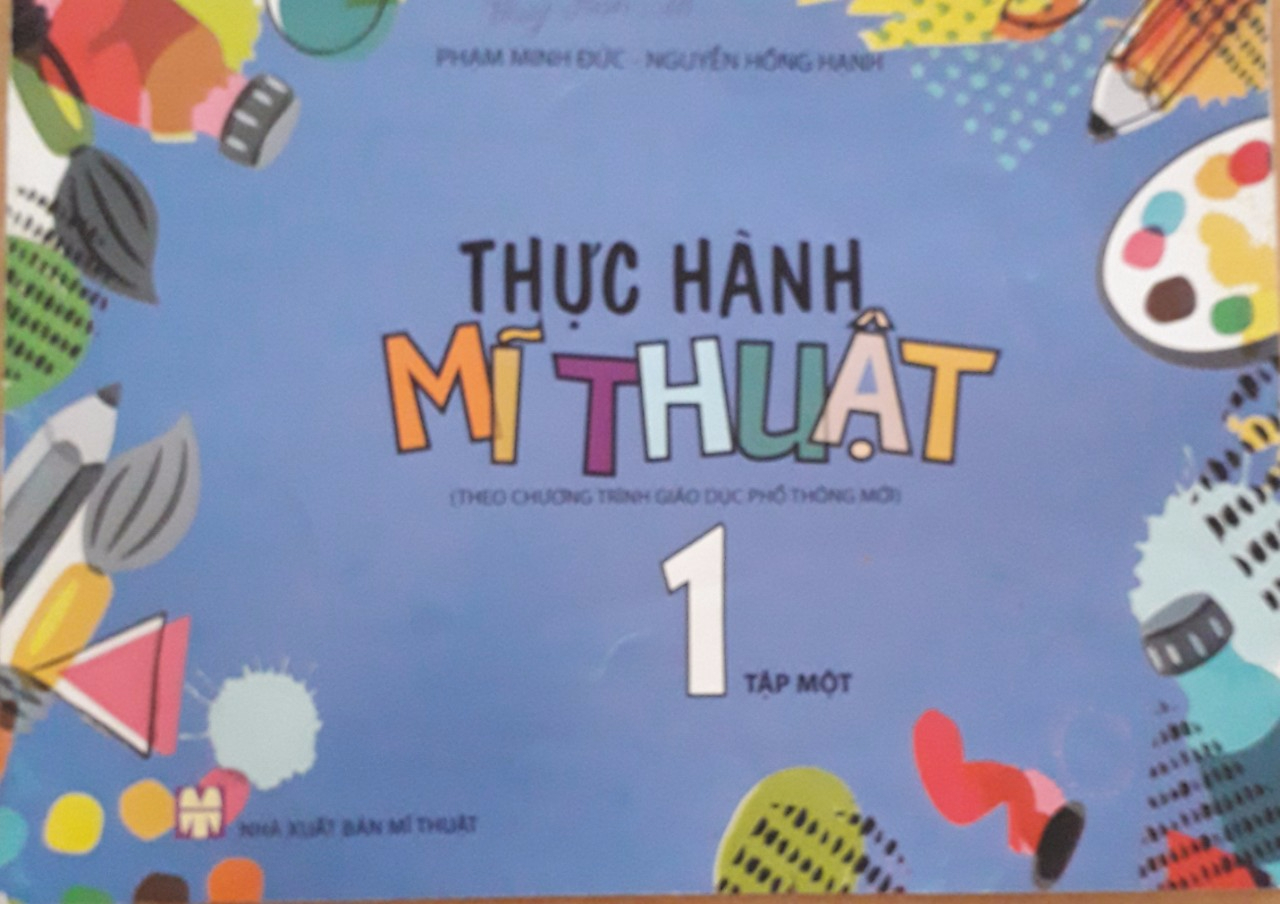 PHẠM MINH ĐỨC - NGUYỄN HỒNG HẠNH
THỰC HÀNH
MĨ THUẬT
(THEO CHƯƠNG TRÌNH GIÁO DỤC PHỔ THÔNG MỚI)
1
TẬP MỘT
NHÀ XUẤT BẢN MĨ THUẬT